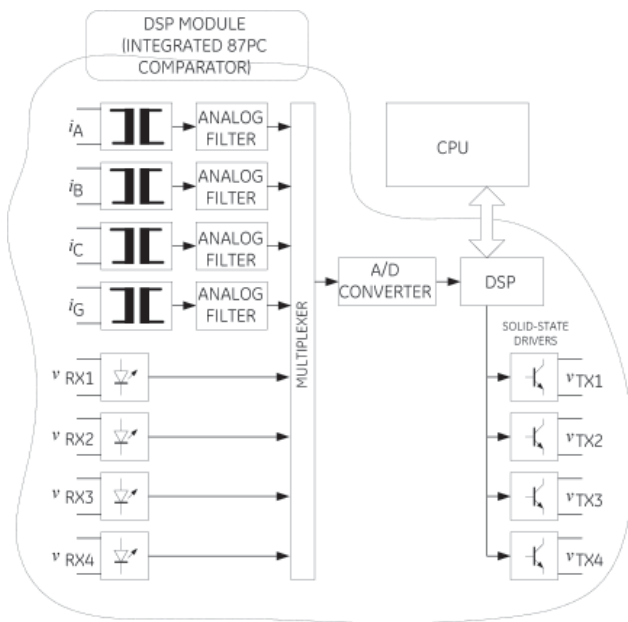 DSP MODULE
(INTEGRATED 87PC
COMPARATOR)
iA
ANALOG
FILTER
iB
ANALOG
FILTER
iC
ANALOG
FILTER
iG
ANALOG
FILTER
v RX1
v RX2
v RX3
v RX4
MULTIPLEXER
A/D
CONVERTER
CPU
DSP
SOLID-STATE
DRIVERS
vTX1
vTX2
vTX3
vTX4